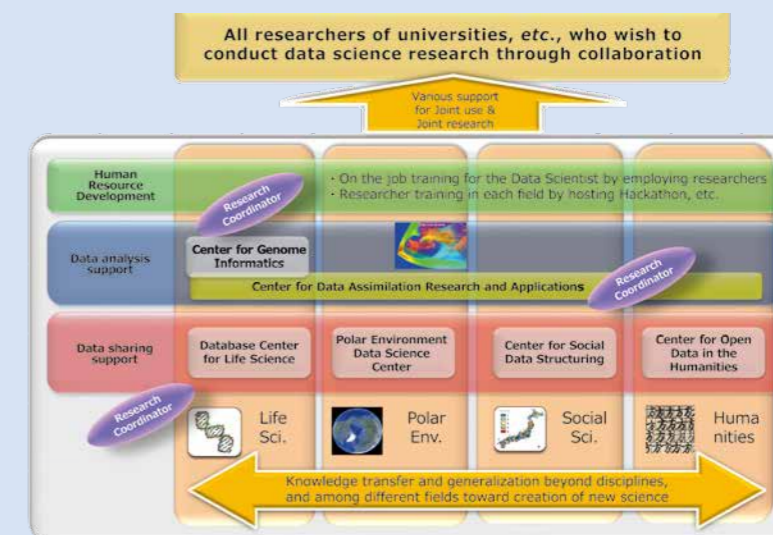 All researchers of universities, etc., who wish to
conduct data science research through collaboration
Various support
for Joint use &
Joint research
Human
Resource
Development
· On the job training for the Data Scientist by employing researchers
· Researcher training in each field by hosting Hackathon, etc.
Research
Coordinator
Data analysis
support
Center for Genome
Informatics
Center for Data Assimilation Research and Applications
Research
Coordinator
Data sharing
support
Database Center
for Life Science
Polar Environment
Data Science
Center
Center for Social
Data Structuring
Center for Open
Data in the
Humanities
Research
Coordinator
Life
Sci.
Polar
Env.
Social
Sci.
Huma
nities
Knowledge transfer and generalization beyond disciplines,
and among different fields toward creation of new science